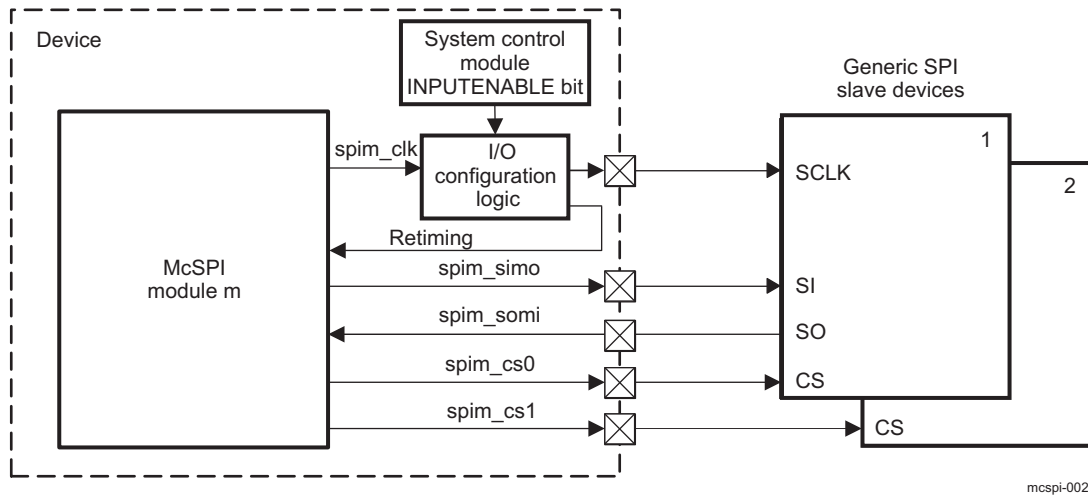 Device
System control
module
INPUTENABLE bit
Generic SPI
slave devices
spim_clk
I/O
configuration
logic
1
SCLK
2
Retiming
McSPI
module m
spim_simo
SI
spim_somi
SO
spim_cs0
CS
spim_cs1
CS
mcspi-002